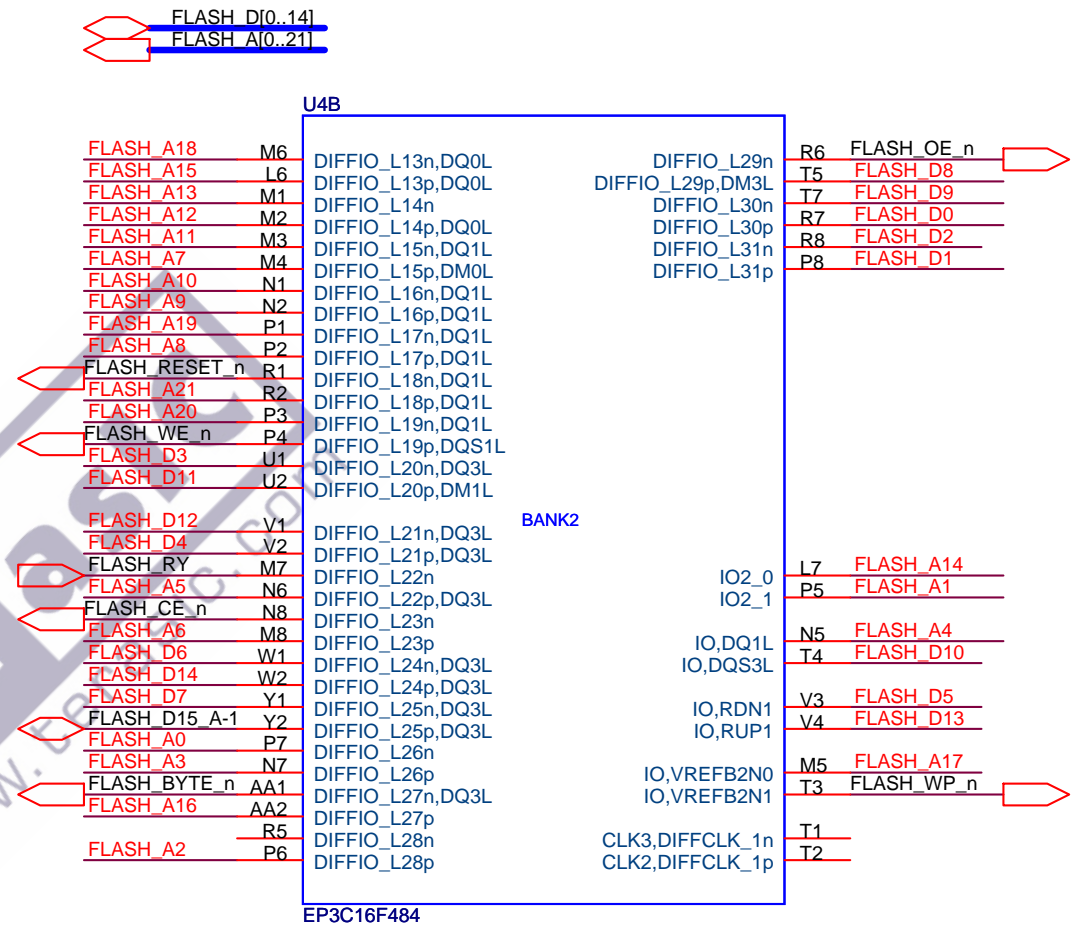 FLASH_D[0..14]
FLASH_A[0..21]
U4B
FLASH_A18 M6 DIFFIO_L13n,DQ0L DIFFIO_L29n R6 FLASH_OE_n
FLASH_A15 L6 DIFFIO_L13p,DQ0L DIFFIO_L29p,DM3L T5 FLASH_D8
FLASH_A13 M1 DIFFIO_L14n DIFFIO_L30n T7 FLASH_D9
FLASH_A12 M2 DIFFIO_L14p,DQ0L DIFFIO_L30p R7 FLASH_D0
FLASH_A11 M3 DIFFIO_L15n,DQ1L DIFFIO_L31n R8 FLASH_D2
FLASH_A7 M4 DIFFIO_L15p,DM0L DIFFIO_L31p P8 FLASH_D1
FLASH_A10 N1 DIFFIO_L16n,DQ1L
FLASH_A9 N2 DIFFIO_L16p,DQ1L
FLASH_A19 P1 DIFFIO_L17n,DQ1L
FLASH_A8 P2 DIFFIO_L17p,DQ1L
FLASH_RESET_n R1 DIFFIO_L18n,DQ1L
FLASH_A21 R2 DIFFIO_L18p,DQ1L
FLASH_A20 P3 DIFFIO_L19n,DQ1L
FLASH_WE_n P4 DIFFIO_L19p,DQS1L
FLASH_D3 U1 DIFFIO_L20n,DQ3L
FLASH_D11 U2 DIFFIO_L20p,DM1L
BANK2
FLASH_D12 V1 DIFFIO_L21n,DQ3L
FLASH_D4 V2 DIFFIO_L21p,DQ3L
FLASH_RY M7 DIFFIO_L22n IO2_0 L7 FLASH_A14
FLASH_A5 N6 DIFFIO_L22p,DQ3L IO2_1 P5 FLASH_A1
FLASH_CE_n N8 DIFFIO_L23n
FLASH_A6 M8 DIFFIO_L23p IO,DQ1L N5 FLASH_A4
FLASH_D6 W1 DIFFIO_L24n,DQ3L IO,DQS3L T4 FLASH_D10
FLASH_D14 W2 DIFFIO_L24p,DQ3L
FLASH_D7 Y1 DIFFIO_L25n,DQ3L IO,RDN1 V3 FLASH_D5
FLASH_D15_A-1 Y2 DIFFIO_L25p,DQ3L IO,RUP1 V4 FLASH_D13
FLASH_A0 P7 DIFFIO_L26n
FLASH_A3 N7 DIFFIO_L26p IO,VREFB2N0 M5 FLASH_A17
FLASH_BYTE_n AA1 DIFFIO_L27n,DQ3L IO,VREFB2N1 T3 FLASH_WP_n
FLASH_A16 AA2 DIFFIO_L27p
R5 DIFFIO_L28n CLK3,DIFFCLK_1n T1
FLASH_A2 P6 DIFFIO_L28p CLK2,DIFFCLK_1p T2
EP3C16F484
w.terasic.com